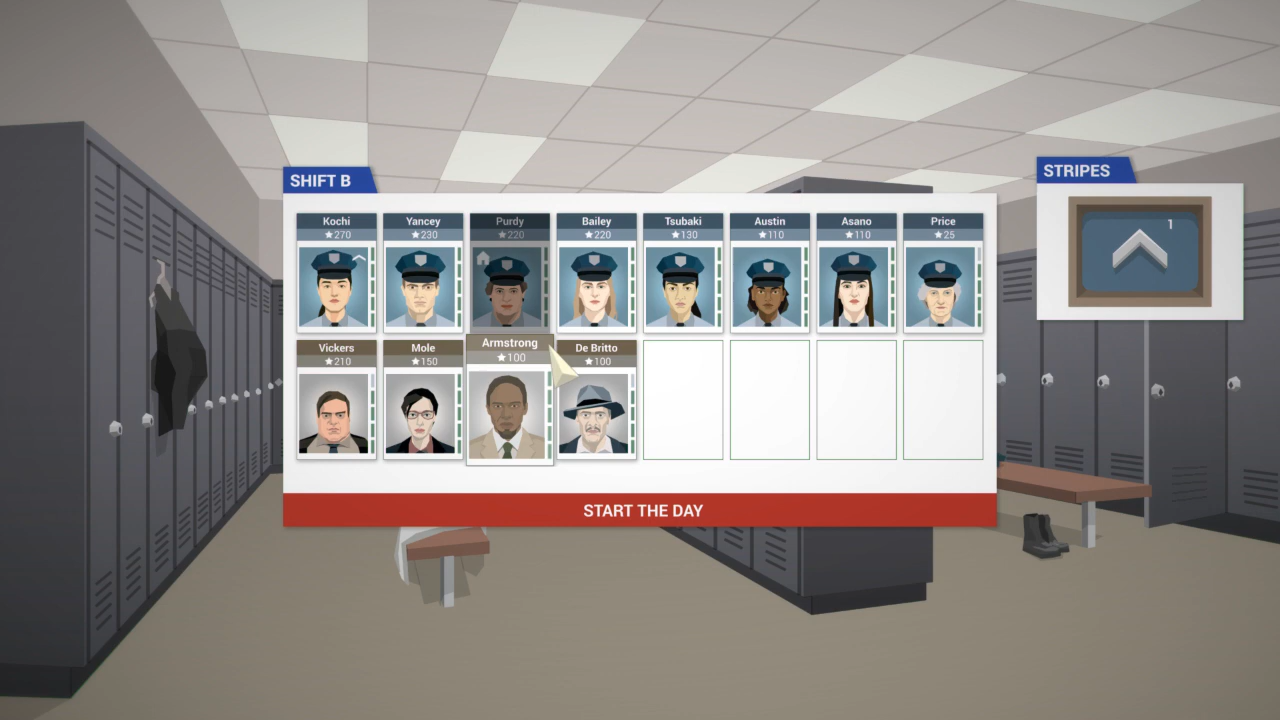 SHIFT B
STRIPES
Kochi Yancey Purdy Bailey Tsubaki Austin Asano Price
★270 ★230 ★220 ★220 ★130 ★110 ★110 ★25
1
Vickers Mole Armstrong De Britto
★210 ★150 ★100 ★100
START THE DAY